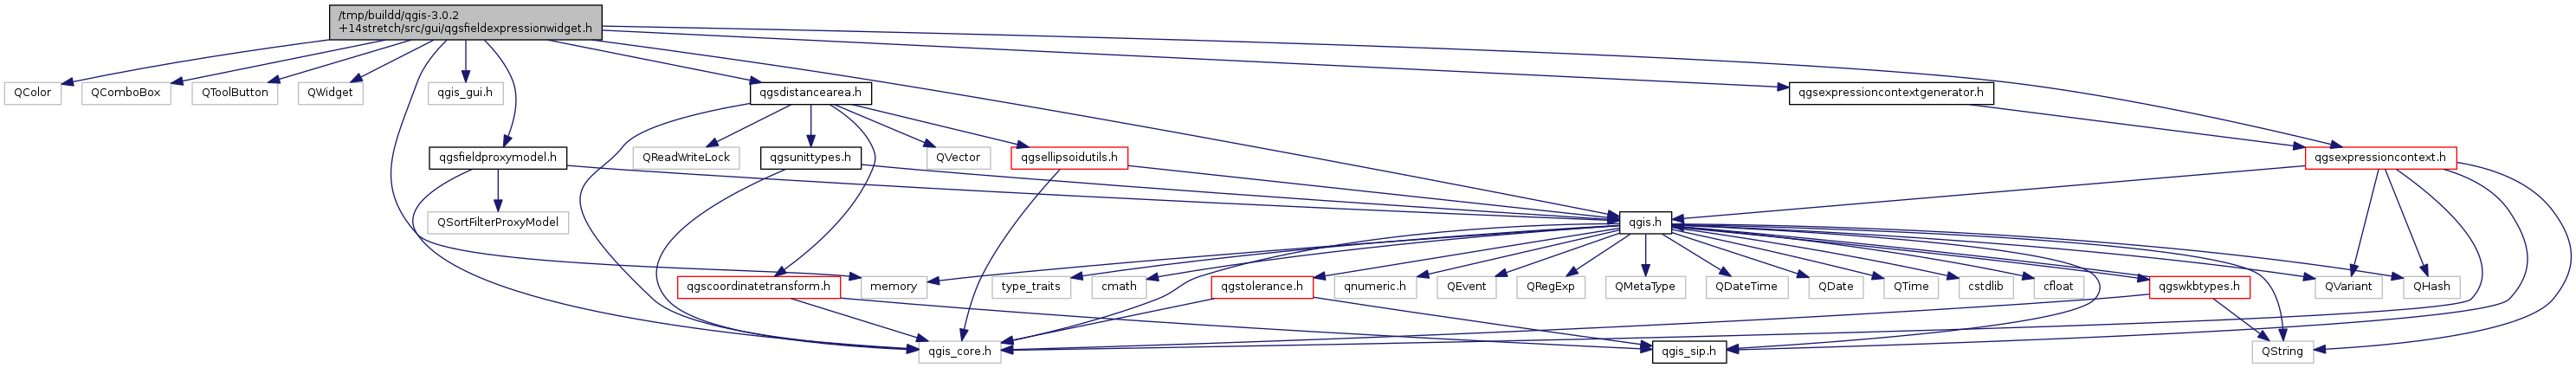 /tmp/buildd/qgis-3.0.2
+14stretch/src/gui/qgsfieldexpressionwidget.h
QColor
QComboBox
QToolButton
QWidget
qgis_gui.h
qgsdistancearea.h
qgsexpressioncontextgenerator.h
qgsfieldproxymodel.h
QReadWriteLock
qgsunittypes.h
QVector
qgsellipsoidutils.h
qgsexpressioncontext.h
QSortFilterProxyModel
qgis.h
qgscoordinatetransform.h
memory
type_traits
cmath
qgstolerance.h
qnumeric.h
QEvent
QRegExp
QMetaType
QDateTime
QDate
QTime
cstdlib
cfloat
qgswkbtypes.h
QVariant
QHash
qgis_core.h
qgis_sip.h
QString